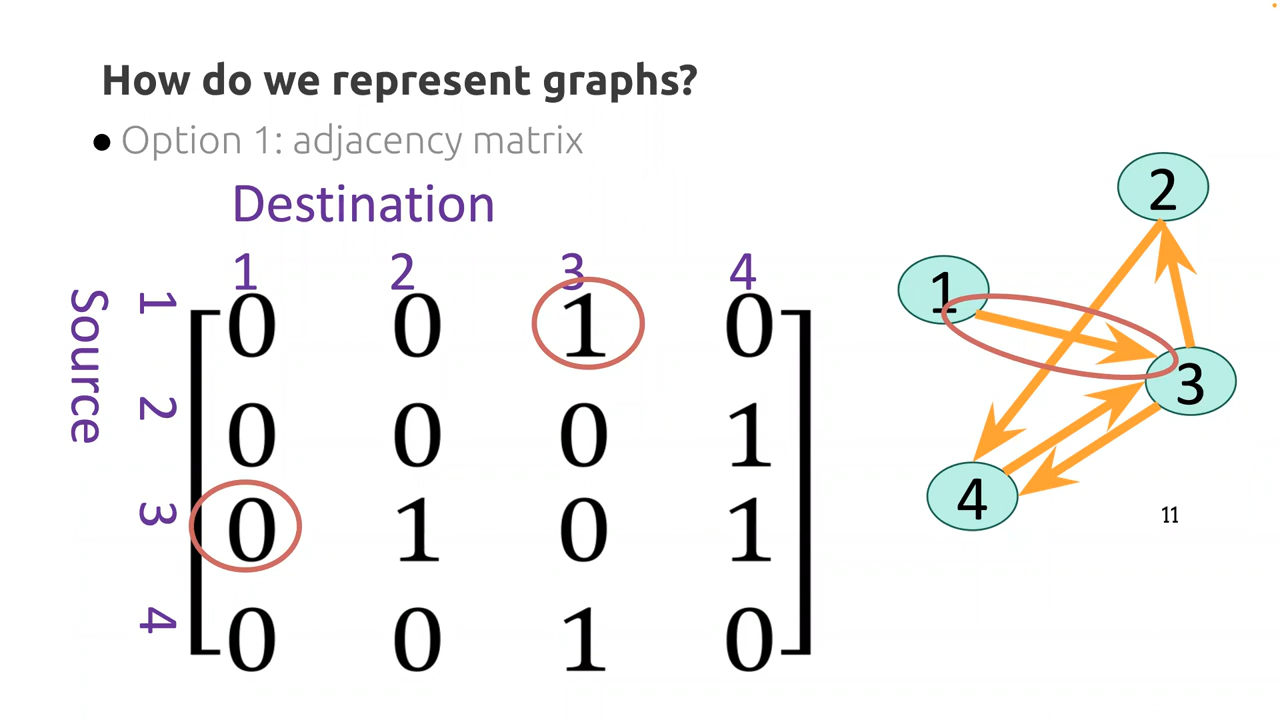 How do we represent graphs?
● Option 1: adjacency matrix
Destination
1 2 3 4
Source
1 0 0 1 0
2 0 0 0 1
3 0 1 0 1
4 0 0 1 0
2
1
3
4
11